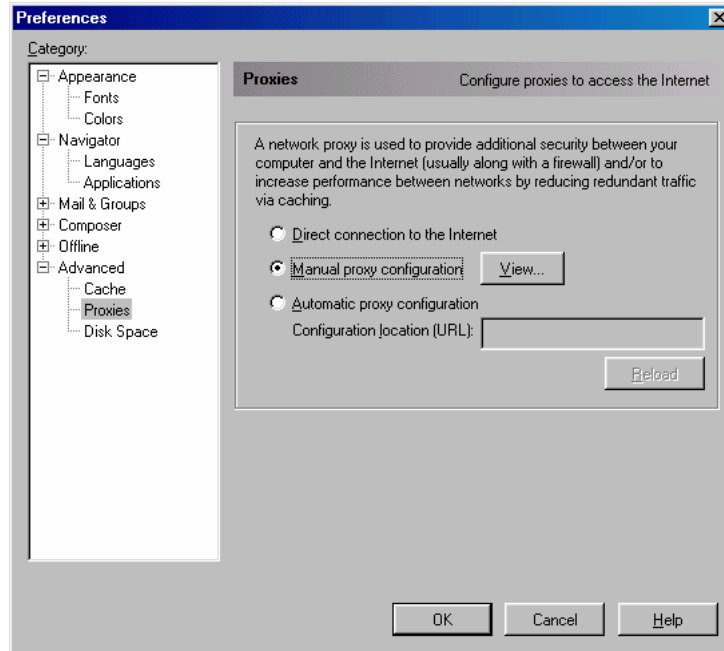 Preferences
Category:
Appearance
Fonts
Colors
Navigator
Languages
Applications
Mail & Groups
Composer
Offline
Advanced
Cache
Proxies
Disk Space
Proxies Configure proxies to access the Internet
A network proxy is used to provide additional security between your
computer and the Internet (usually along with a firewall) and/or to
increase performance between networks by reducing redundant traffic
via caching.
Direct connection to the Internet
Manual proxy configuration View...
Automatic proxy configuration
Configuration location (URL):
Reload
OK Cancel Help